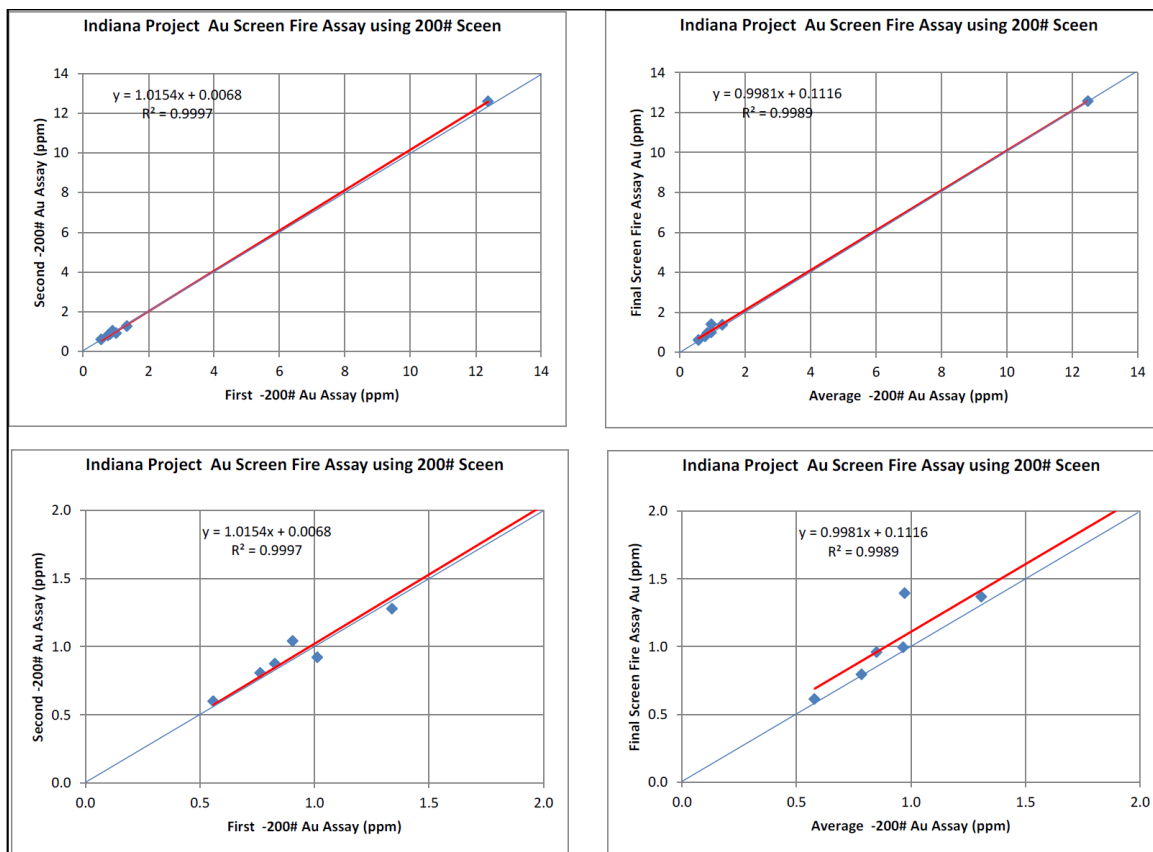 Indiana Project Au Screen Fire Assay using 200# Sceen
14
12
10
8
6
4
2
0
y = 1.0154x + 0.0068
R² = 0.9997
0 2 4 6 8 10 12 14
Second -200# Au Assay (ppm)
First -200# Au Assay (ppm)
Indiana Project Au Screen Fire Assay using 200# Sceen
14
12
10
8
6
4
2
0
y = 0.9981x + 0.1116
R² = 0.9989
0 2 4 6 8 10 12 14
Final Screen Fire Assay Au (ppm)
Average -200# Au Assay (ppm)
Indiana Project Au Screen Fire Assay using 200# Sceen
2.0
1.5
1.0
0.5
0.0
y = 1.0154x + 0.0068
R² = 0.9997
0.0 0.5 1.0 1.5 2.0
Second -200# Au Assay (ppm)
First -200# Au Assay (ppm)
Indiana Project Au Screen Fire Assay using 200# Sceen
2.0
1.5
1.0
0.5
0.0
y = 0.9981x + 0.1116
R² = 0.9989
0.0 0.5 1.0 1.5 2.0
Final Screen Fire Assay Au (ppm)
Average -200# Au Assay (ppm)